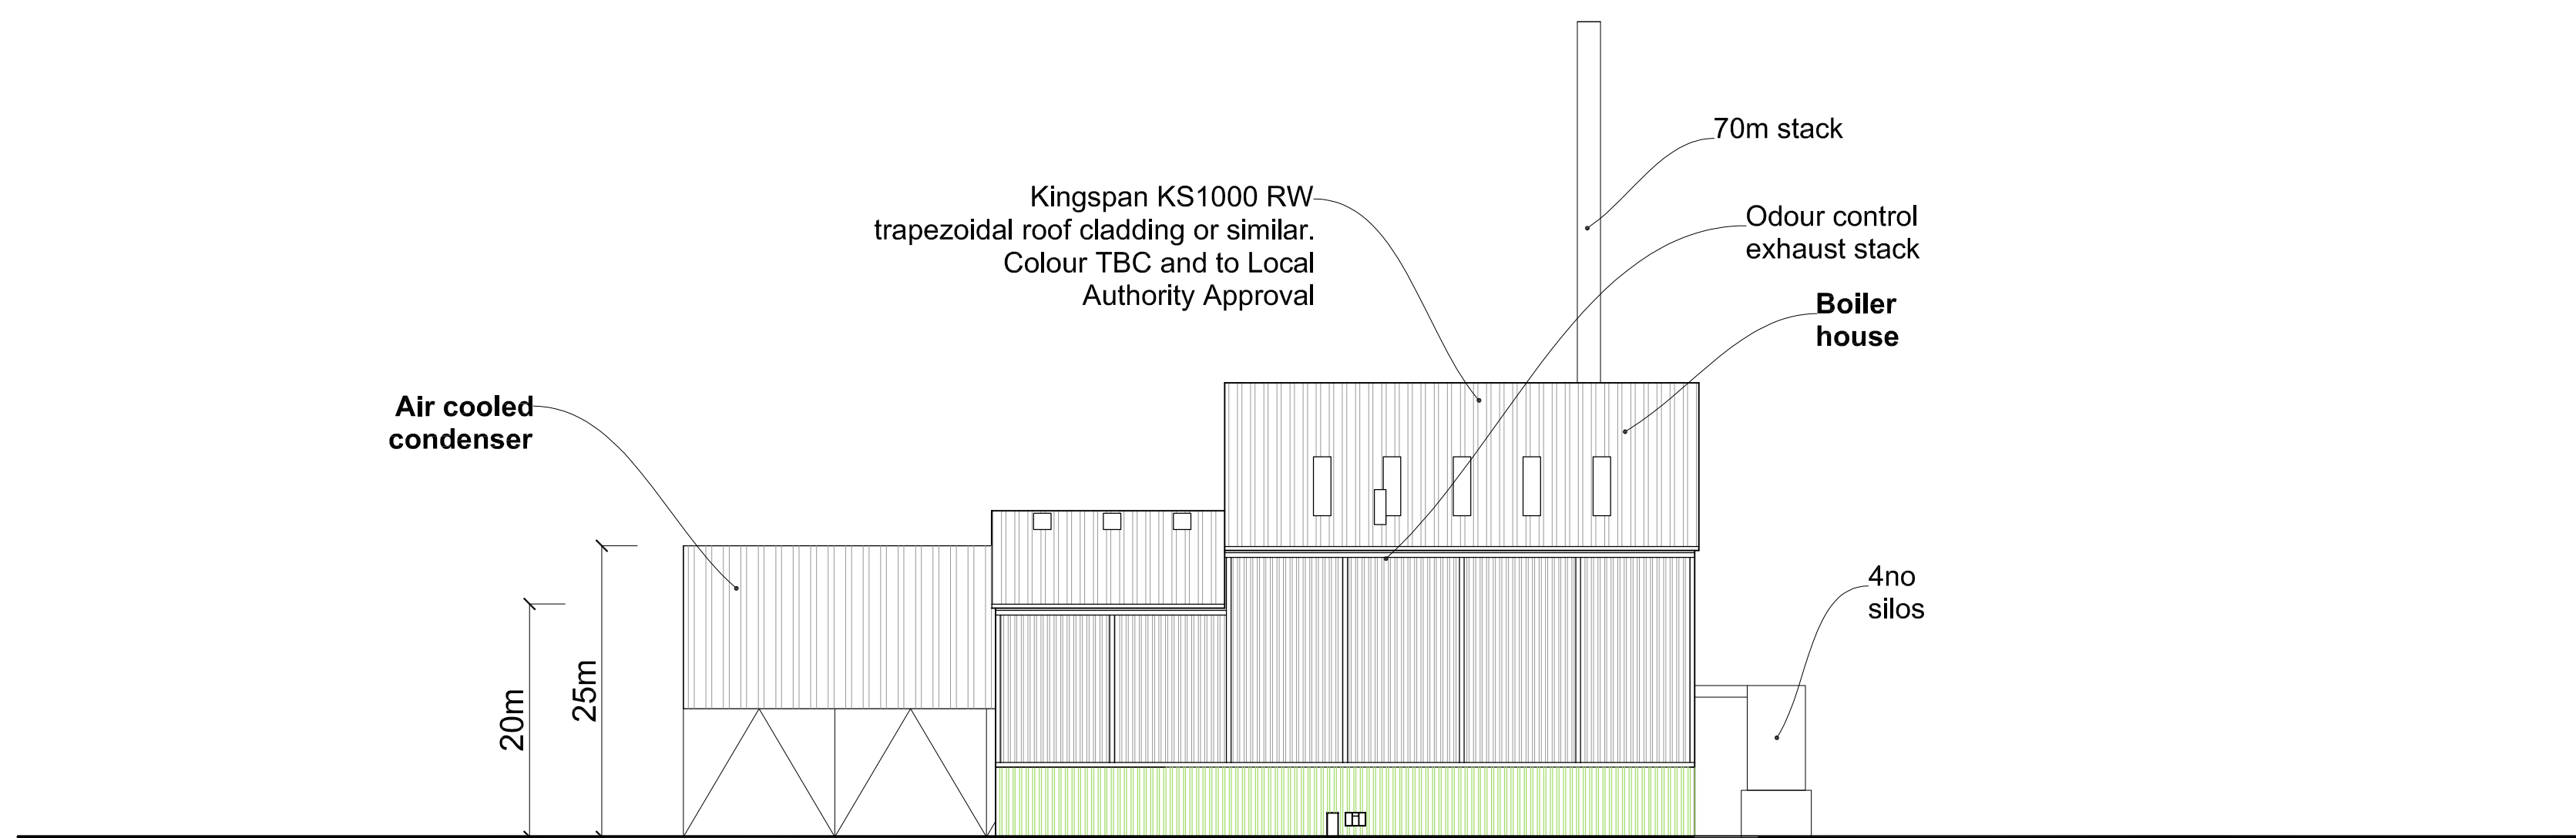 70m stack
Kingspan KS1000 RW
trapezoidal roof cladding or similar.
Colour TBC and to Local
Authority Approval
Odour control
exhaust stack
Boiler
house
Air cooled
condenser
4no
silos
20m
25m